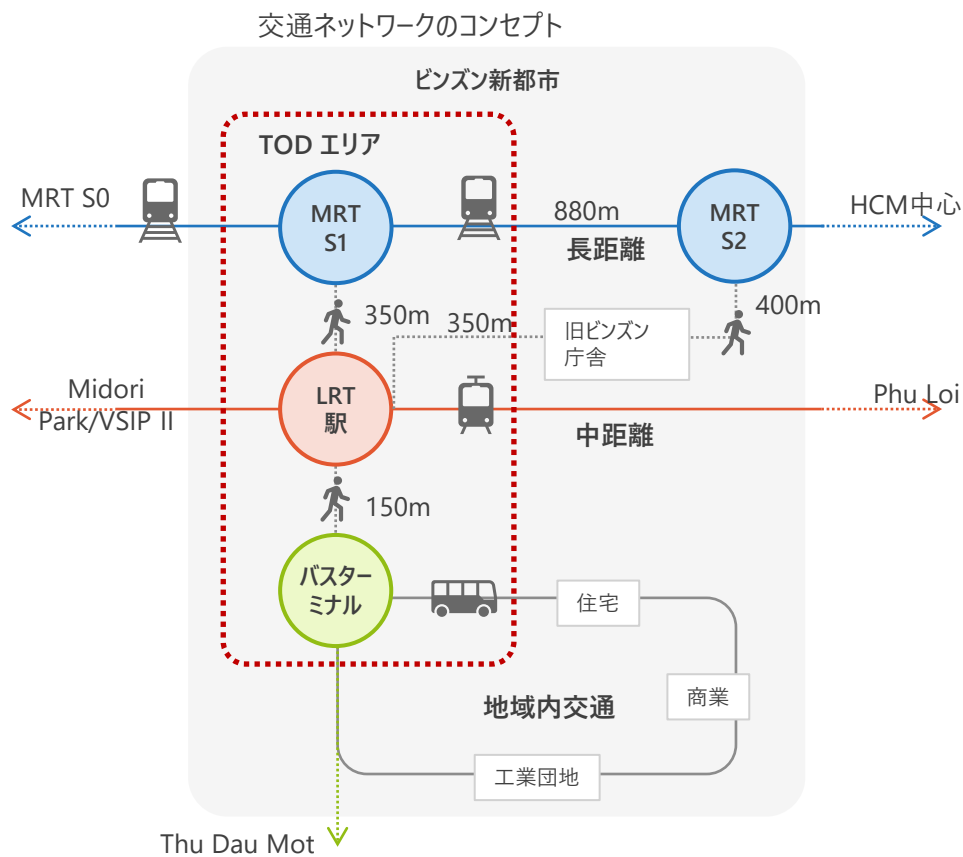 交通ネットワークのコンセプト
ビンズン新都市
TOD エリア
MRT S0
MRT
S1
880m
長距離
MRT
S2
HCM中心
350m
350m
旧ビンズン
庁舎
400m
Midori
Park/VSIP II
LRT
駅
中距離
Phu Loi
150m
バスター
ミナル
住宅
商業
地域内交通
工業団地
Thu Dau Mot